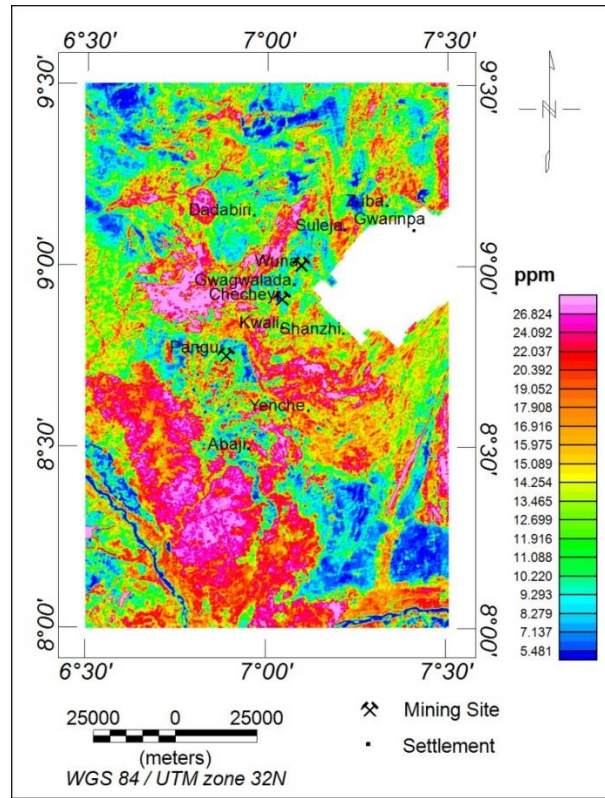 6°30' 7°00' 7°30'
9°30' 9°30'
N
Zuba
Dadabiri
Gwarinpa
Suleja
Wuna
9°00' 9°00'
Gwagwalada
ppm
Checheyi
26.824
24.092
Kwali
Shanzhi
22.037
Pangu
20.392
19.052
17.908
Yenche
16.916
15.975
Abaji
8°30' 8°30'
15.089
14.254
13.465
12.699
11.916
11.088
10.220
9.293
8.279
7.137
5.481
8°00' 8°00'
6°30' 7°00' 7°30'
25000 0 25000
(meters)
WGS 84 / UTM zone 32N
Mining Site
Settlement